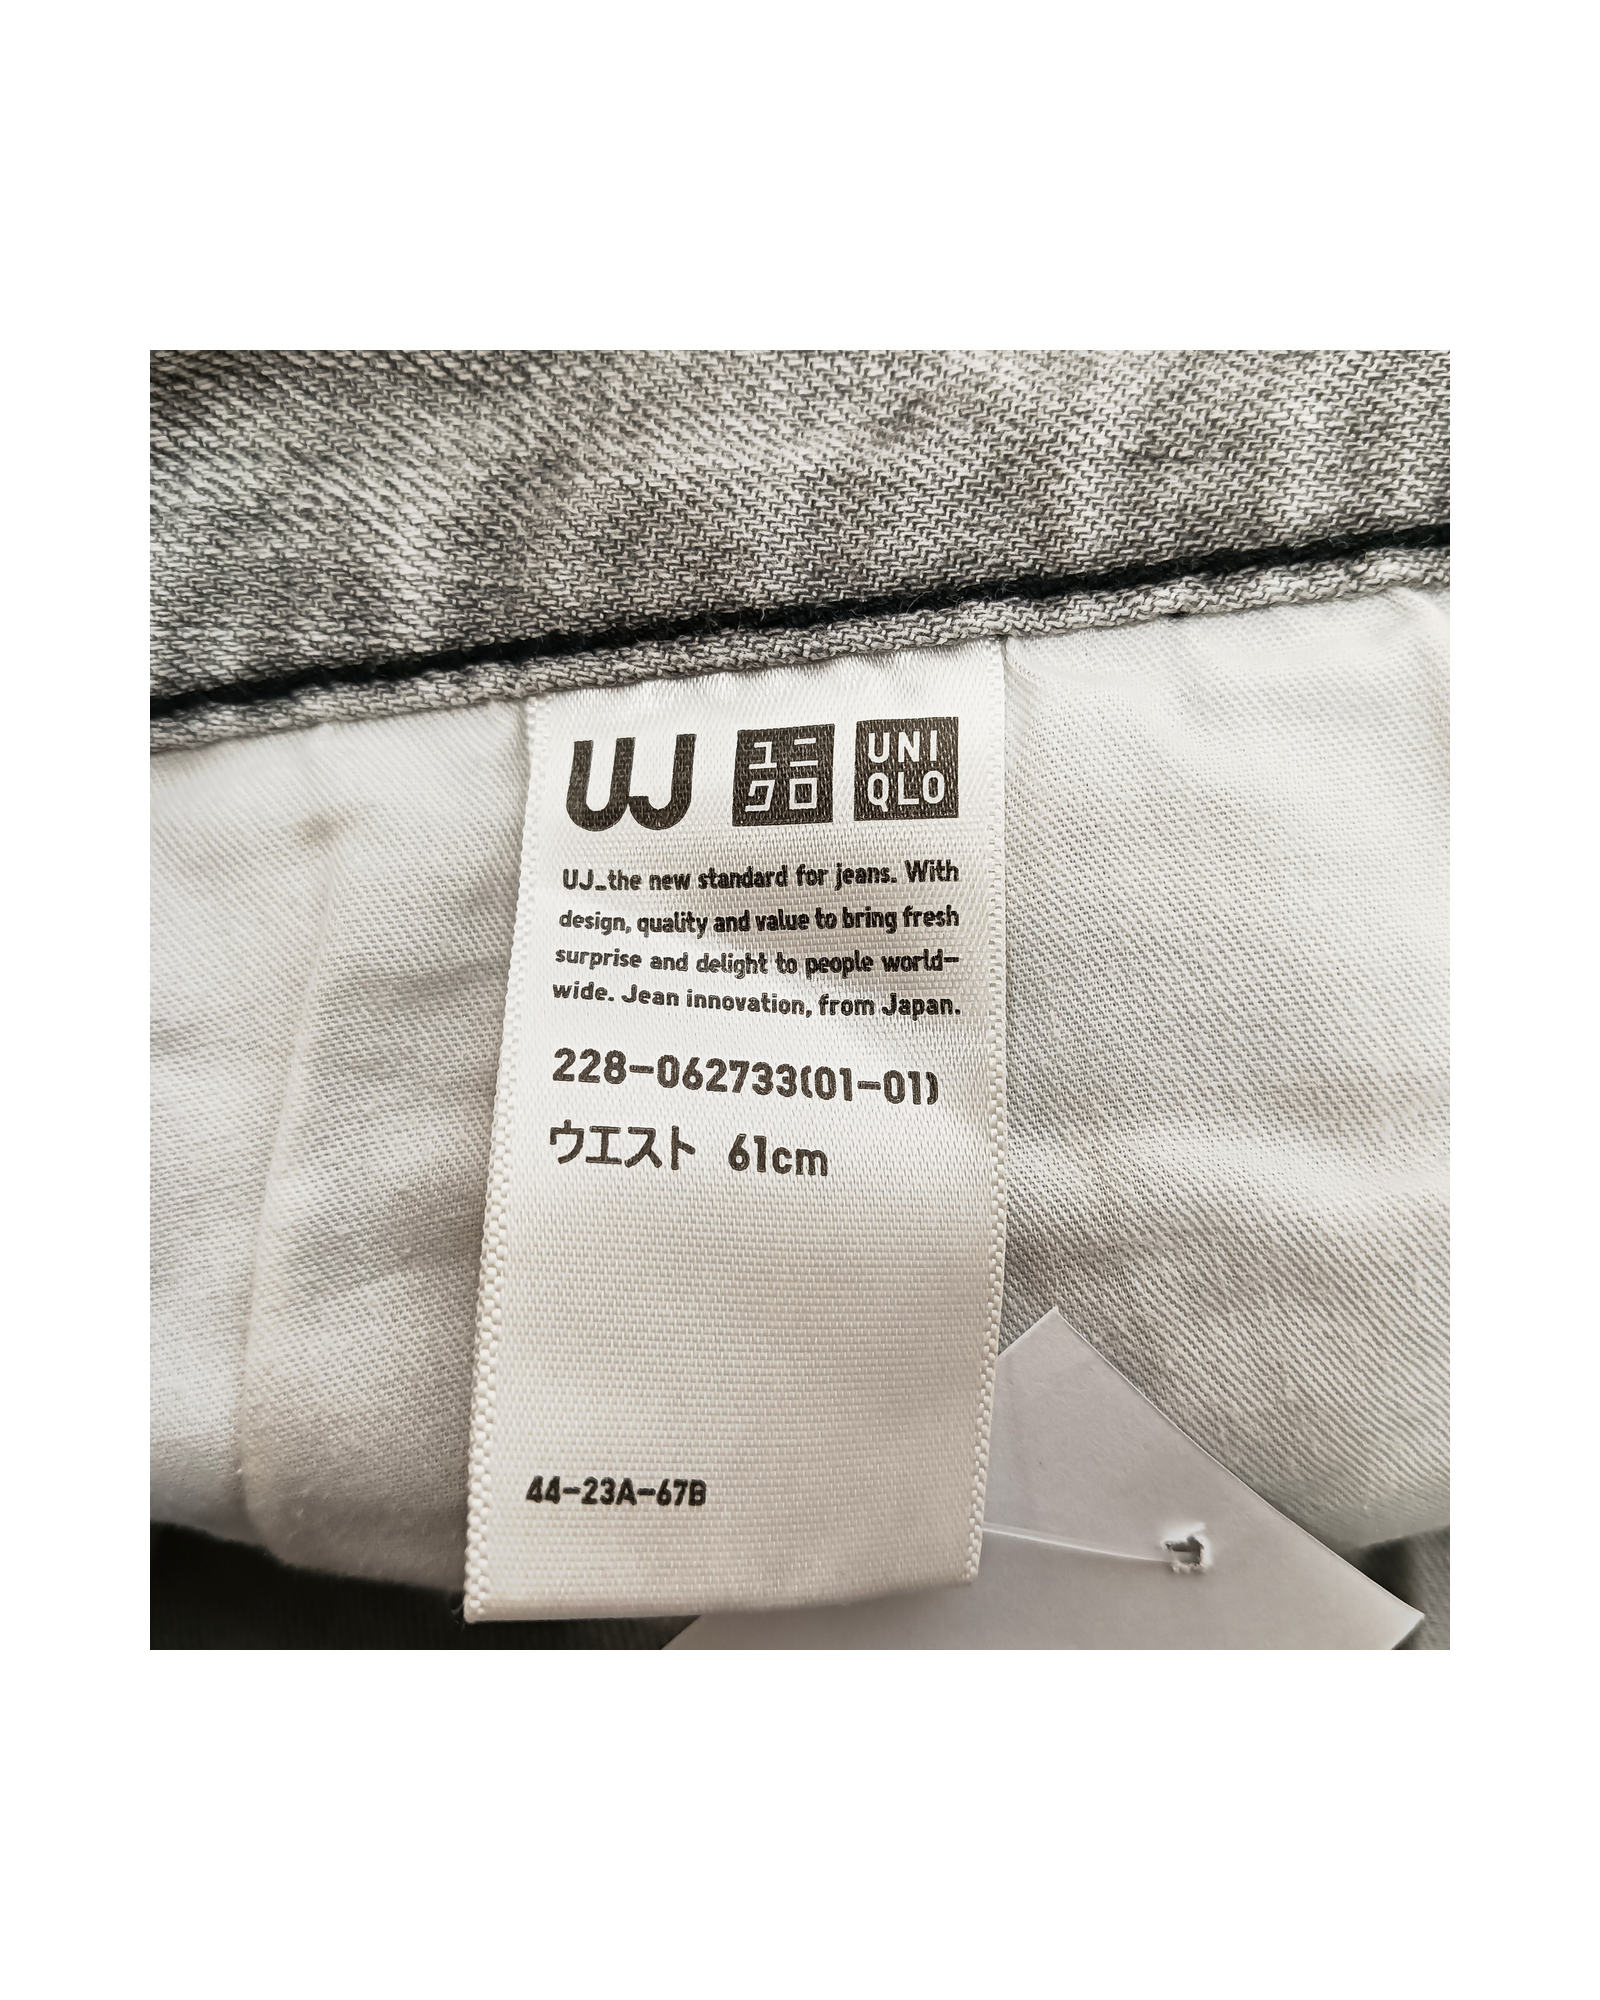 UJ ユニクロ UNIQLO
UJ_the new standard for jeans. With
design, quality and value to bring fresh
surprise and delight to people world-
wide. Jean innovation, from Japan.
228-062733(01-01)
ウエスト 61cm
44-23A-67B